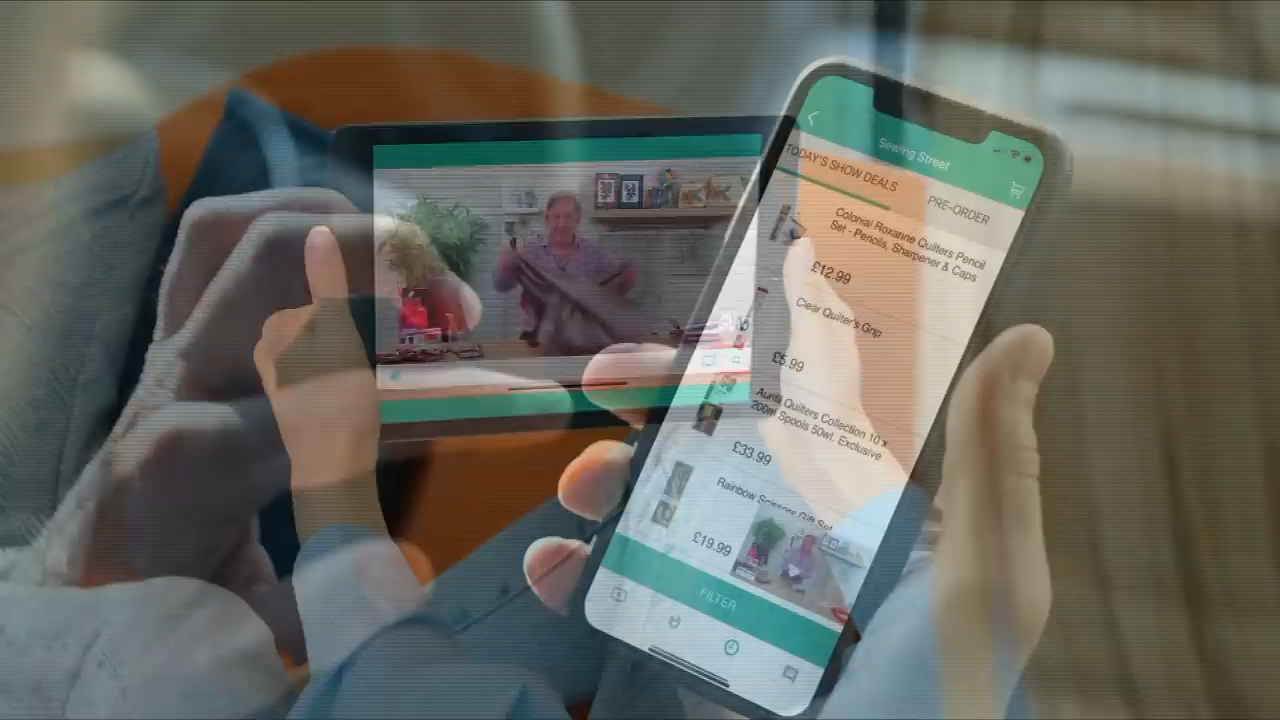 Sewing Street
TODAY'S SHOW DEALS
PRE-ORDER
Colonial Roxanne Quilters Pencil
Set - Pencils, Sharpener & Caps
£12.99
Clear Quilter's Grip
£5.99
Aurifil Quilters Collection 10 x
200m Spools 50wt. Exclusive
£33.99
Rainbow Scissors Gift Set
£19.99
FILTER